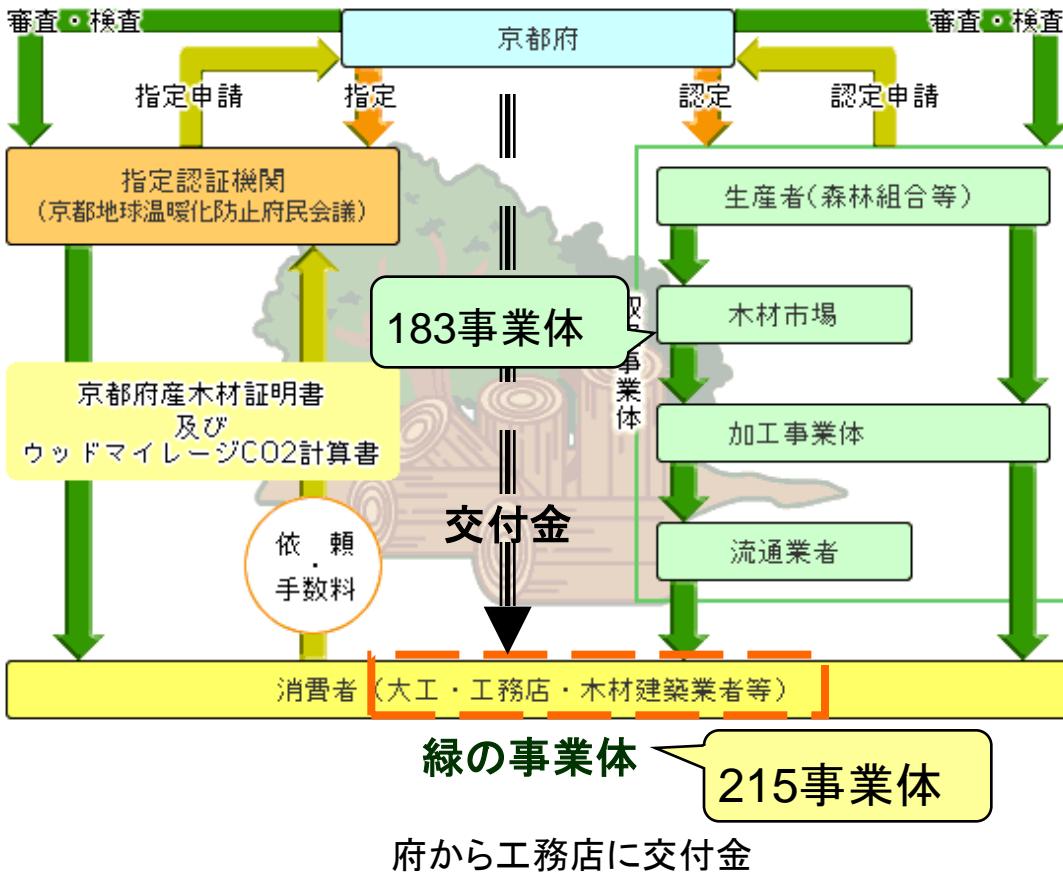 審査・検査
京都府
審査・検査
指定申請
指定
認定
認定申請
指定認証機関
（京都地球温暖化防止府民会議）
生産者（森林組合等）
183事業体
事業体
木材市場
京都府産木材証明書
及び
ウッドマイレージCO2計算書
加工事業体
交付金
依　頼
・
手数料
流通業者
消費者（大工・工務店・木材建築業者等）
緑の事業体
215事業体
府から工務店に交付金